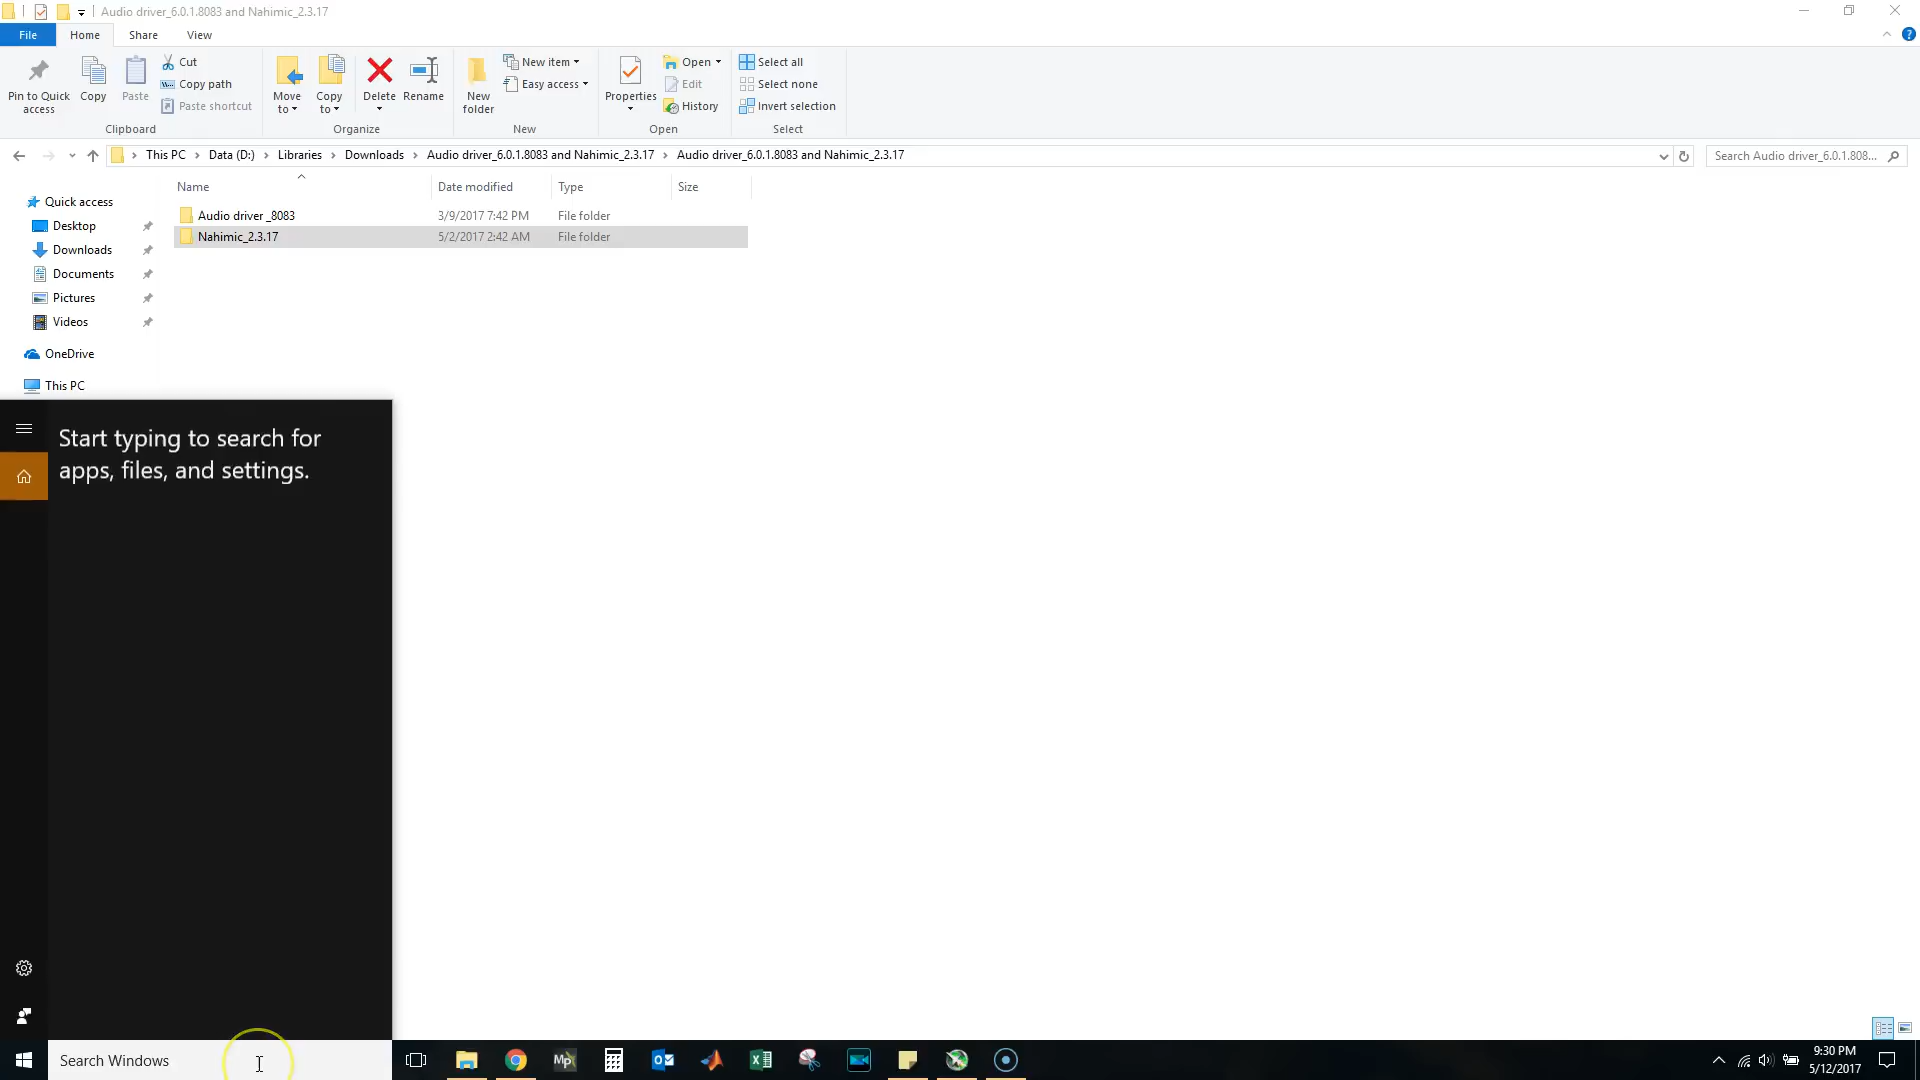 Audio driver_6.0.1.8083 and Nahimic_2.3.17
File Home Share View
Pin to Quick access
Copy
Paste
Cut
Copy path
Paste shortcut
Clipboard
Move to
Copy to
Delete
Rename
Organize
New folder
New item
Easy access
New
Properties
Open
Edit
History
Open
Select all
Select none
Invert selection
Select
This PC Data (D:) Libraries Downloads Audio driver_6.0.1.8083 and Nahimic_2.3.17 Audio driver_6.0.1.8083 and Nahimic_2.3.17
Search Audio driver_6.0.1.808...
Name Date modified Type Size
Audio driver _8083 3/9/2017 7:42 PM File folder
Nahimic_2.3.17 5/2/2017 2:42 AM File folder
Quick access
Desktop
Downloads
Documents
Pictures
Videos
OneDrive
This PC
Start typing to search for
apps, files, and settings.
Search Windows
Mp
9:30 PM
5/12/2017